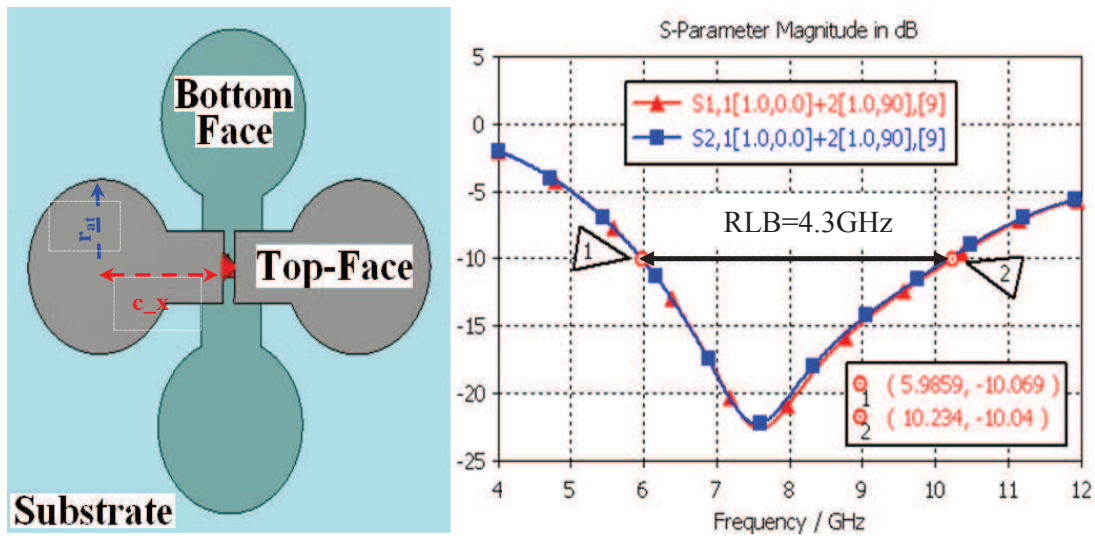 Bottom
Face
r_at
Top-Face
c_x
Substrate
S-Parameter Magnitude in dB
5
0
-5
-10
-15
-20
-25
S1,1[1.0,0.0]+2[1.0,90],[9]
S2,1[1.0,0.0]+2[1.0,90],[9]
RLB=4.3GHz
1
2
1 ( 5.9859, -10.069 )
2 ( 10.234, -10.04 )
4 5 6 7 8 9 10 11 12
Frequency / GHz